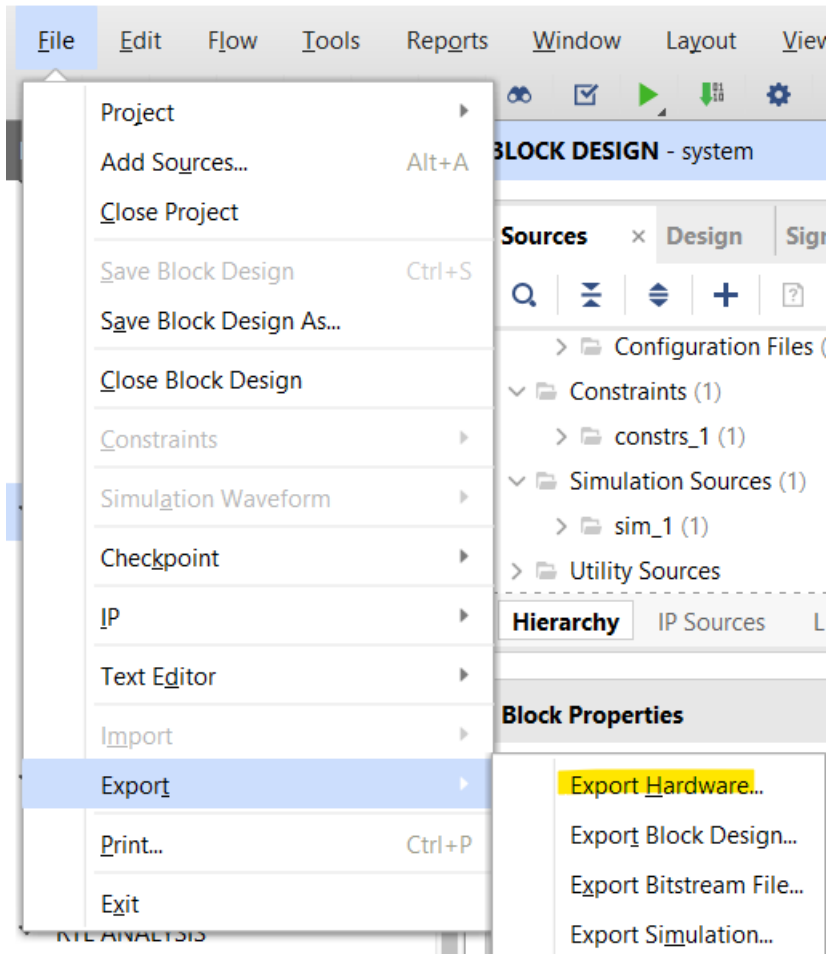 File Edit Flow Tools Reports Window Layout View
Project
Add Sources... Alt+A
Close Project
Save Block Design Ctrl+S
Save Block Design As...
Close Block Design
Constraints
Simulation Waveform
Checkpoint
IP
Text Editor
Import
Export
Print... Ctrl+P
Exit
RTL ANALYSIS
BLOCK DESIGN - system
Sources × Design
Configuration Files (
Constraints (1)
constrs_1 (1)
Simulation Sources (1)
sim_1 (1)
Utility Sources
Hierarchy IP Sources L
Block Properties
Export Hardware...
Export Block Design...
Export Bitstream File...
Export Simulation...